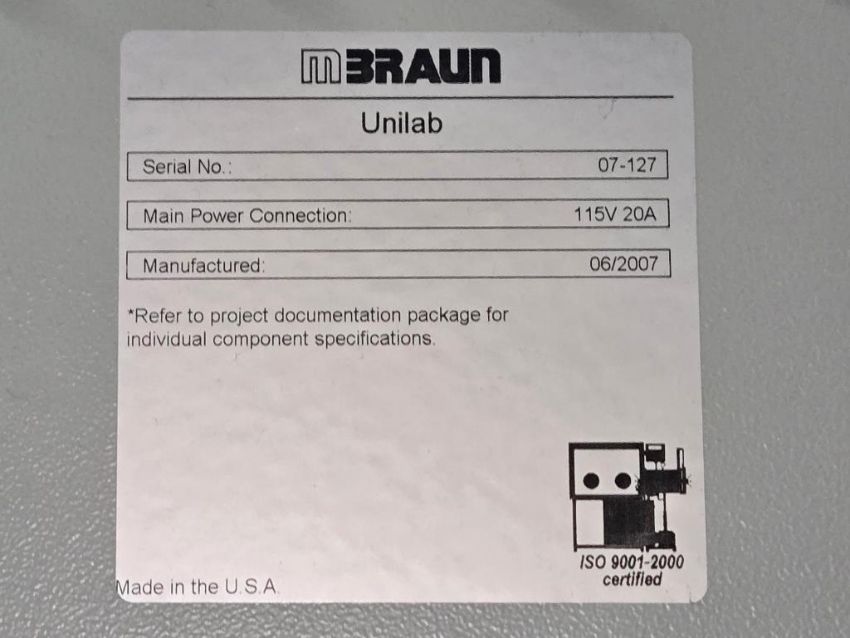 mBRAUN
Unilab
Serial No.: 07-127
Main Power Connection: 115V 20A
Manufactured: 06/2007
*Refer to project documentation package for
individual component specifications.
ISO 9001-2000
certified
Made in the U.S.A.